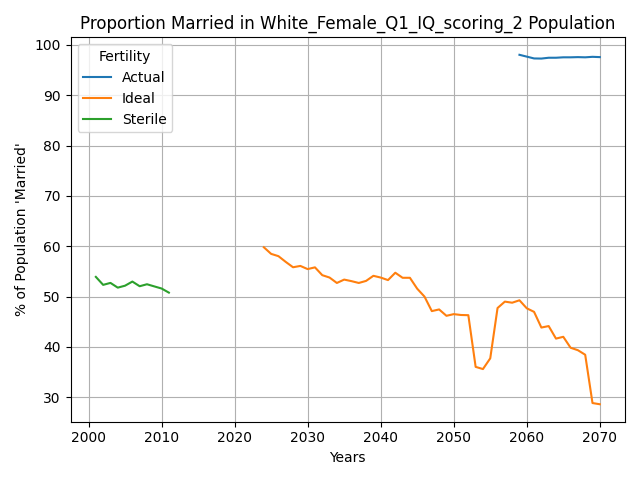 Proportion Married in White_Female_Q1_IQ_scoring_2 Population
Fertility
Actual
Ideal
Sterile
% of Population 'Married'
100
90
80
70
60
50
40
30
2000
2010
2020
2030
2040
2050
2060
2070
Years